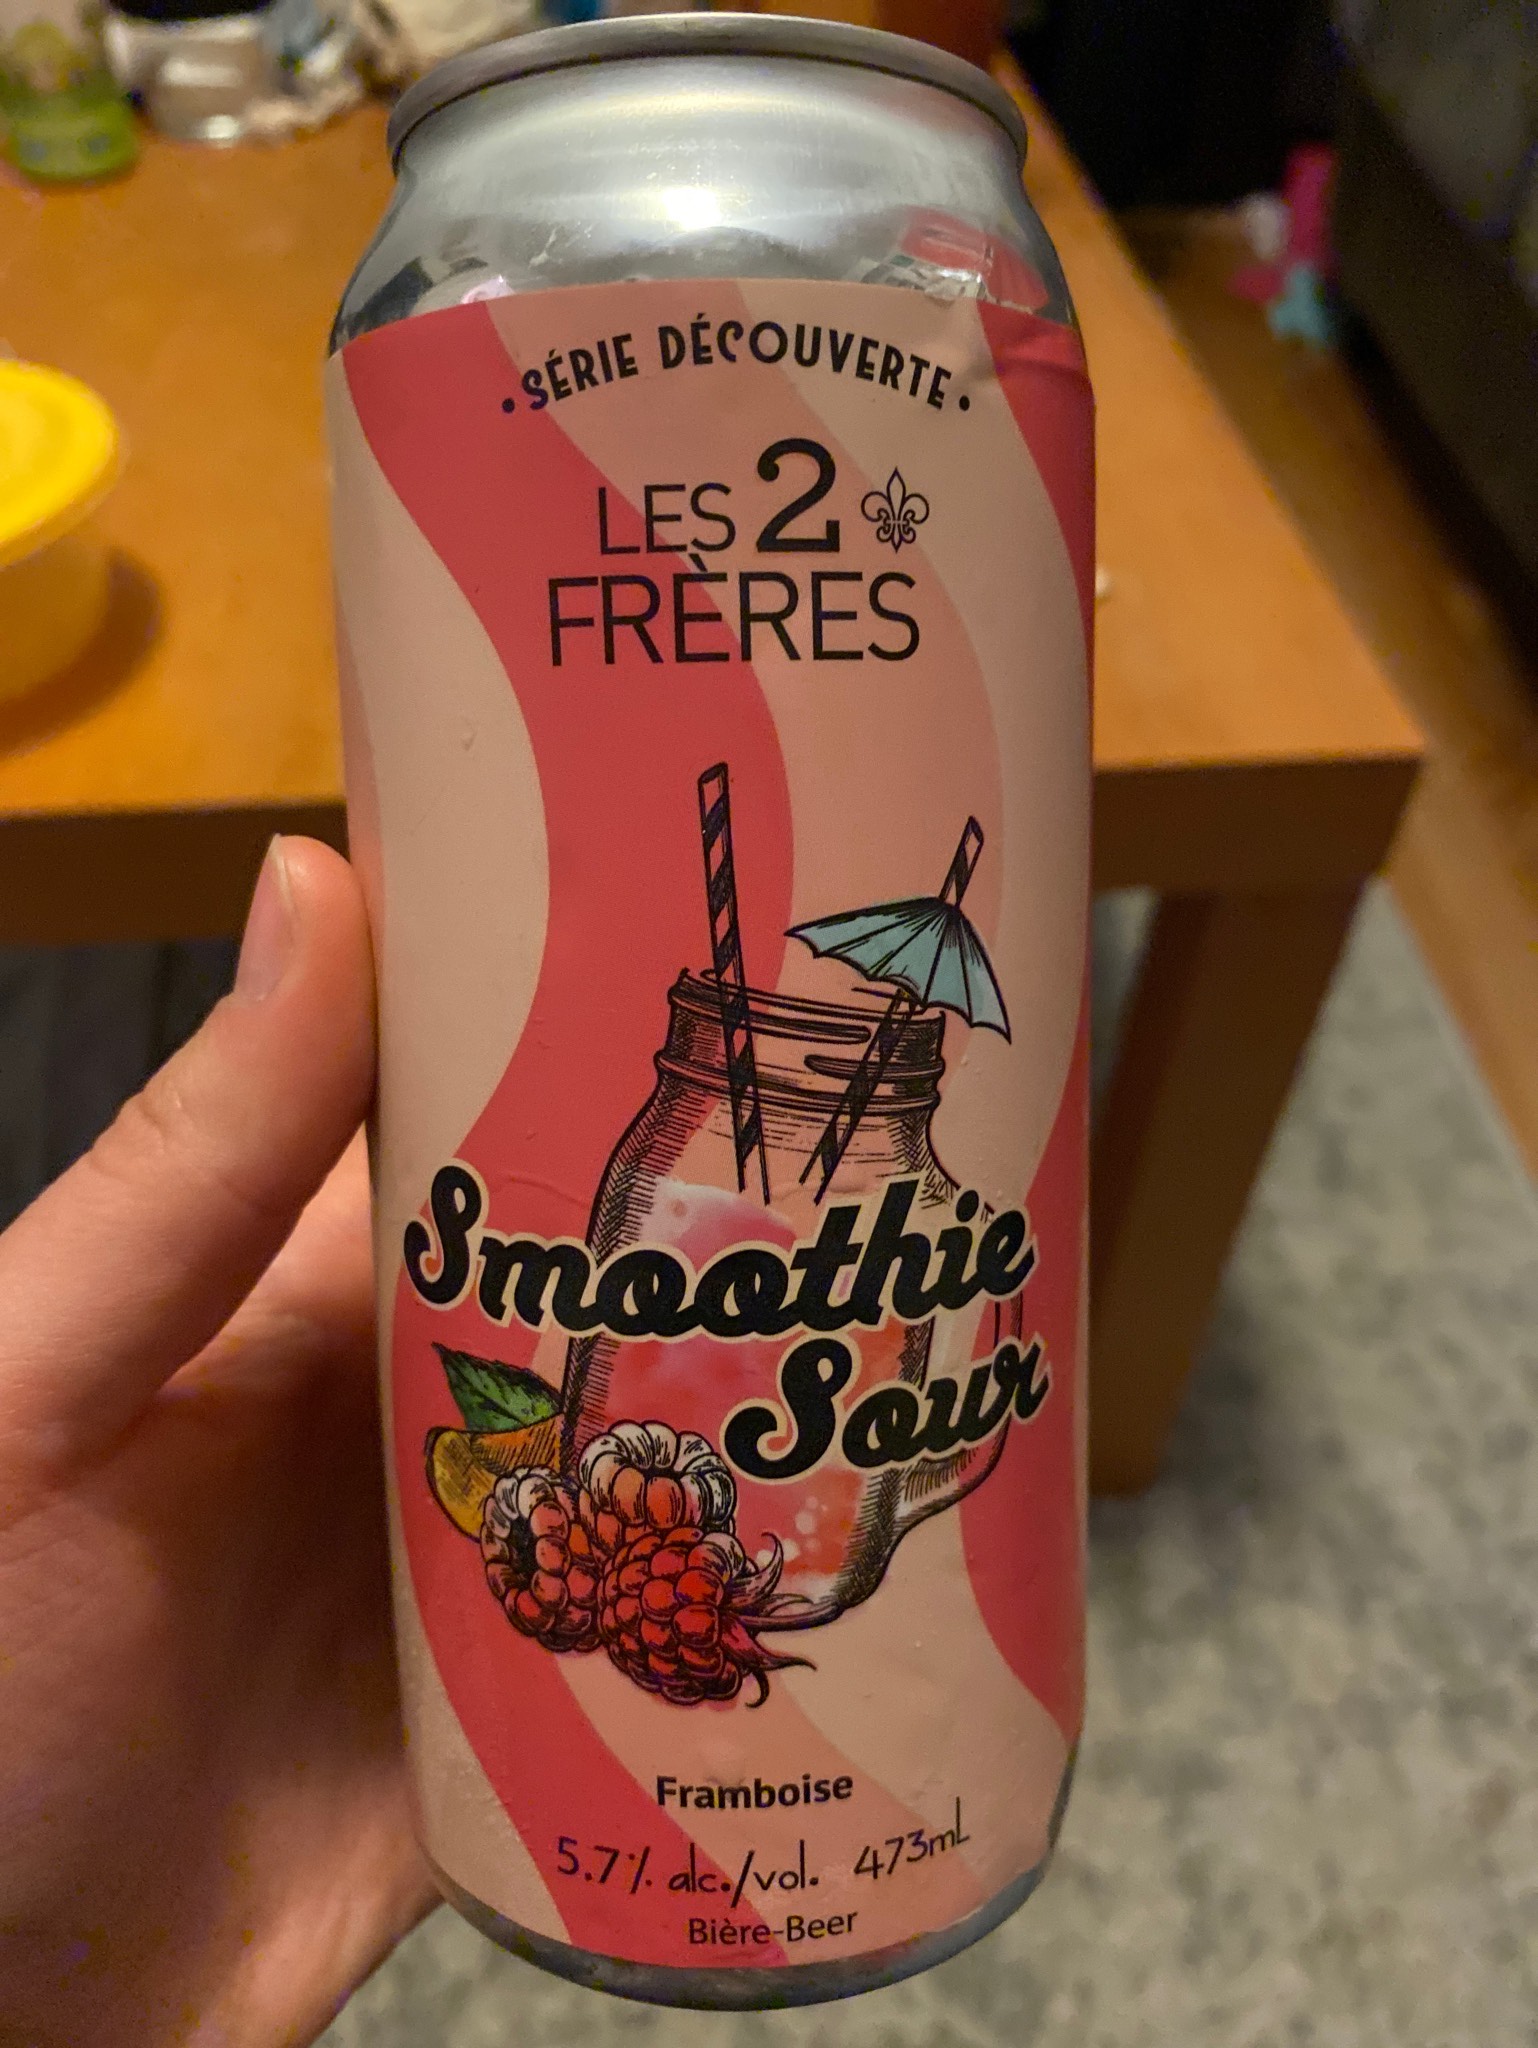 • SÉRIE DÉCOUVERTE •
LES 2
FRÈRES
Smoothie
Sour
Framboise
5.7% alc./vol. 473mL
Bière-Beer